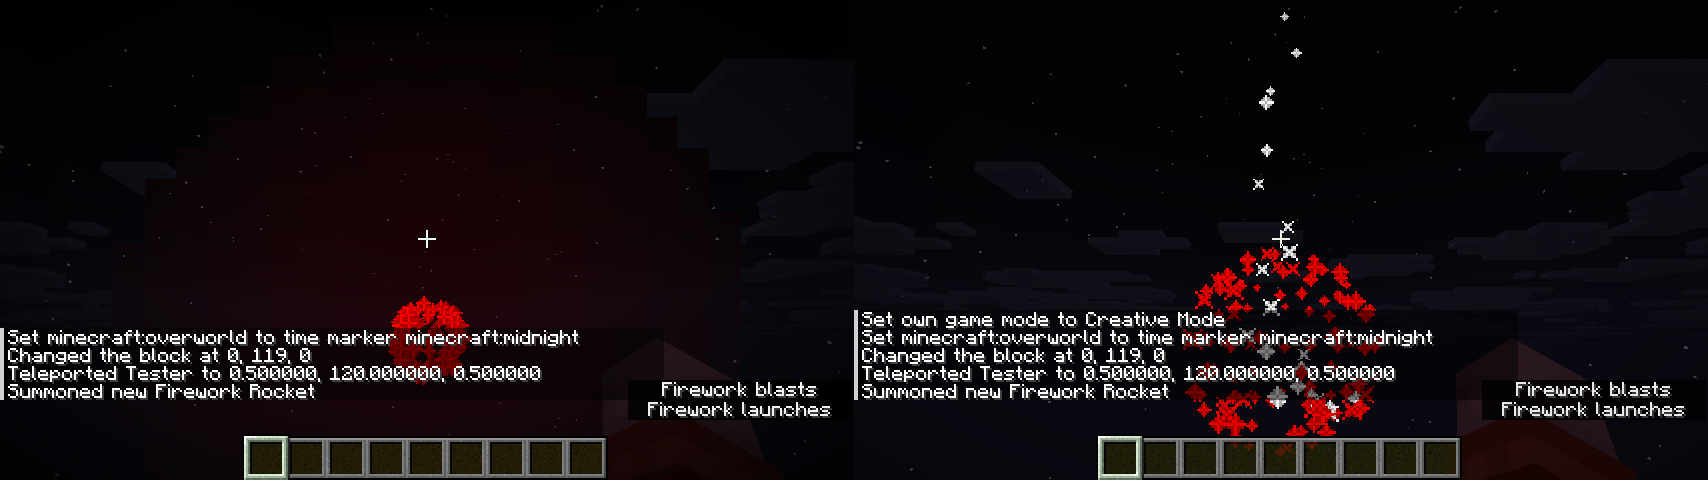 Set minecraft:overworld to time marker minecraft:midnight
Changed the block at 0, 119, 0
Teleported Tester to 0.500000, 120.000000, 0.500000
Summoned new Firework Rocket
Firework blasts
Firework launches
Set own game mode to Creative Mode
Set minecraft:overworld to time marker minecraft:midnight
Changed the block at 0, 119, 0
Teleported Tester to 0.500000, 120.000000, 0.500000
Summoned new Firework Rocket
Firework blasts
Firework launches